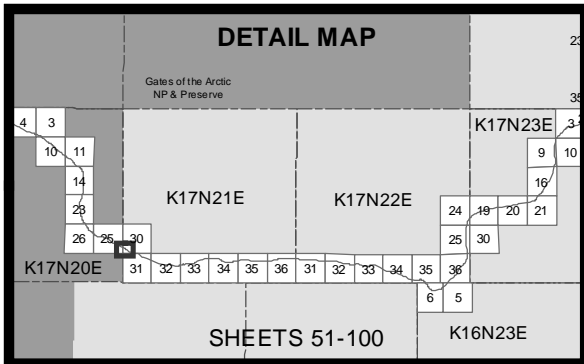 DETAIL MAP
23
Gates of the Arctic
NP & Preserve
35
4 3
K17N23E
3
10 11
9 10
14
16
K17N21E
K17N22E
23
24 19 20 21
26 25 30
25 30
K17N20E
31 32 33 34 35 36 31 32 33 34 35 36
6 5
SHEETS 51-100
K16N23E